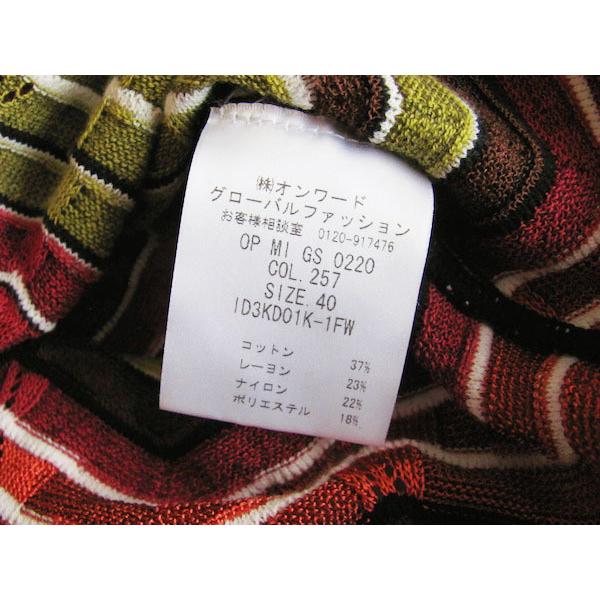 ㈱オンワード
グローバルファッション
お客様相談室 0120-917476
OP MI GS 0220
COL.257
SIZE.40
ID3KD01K-1FW
コットン 37%
レーヨン 23%
ナイロン 22%
ポリエステル 18%